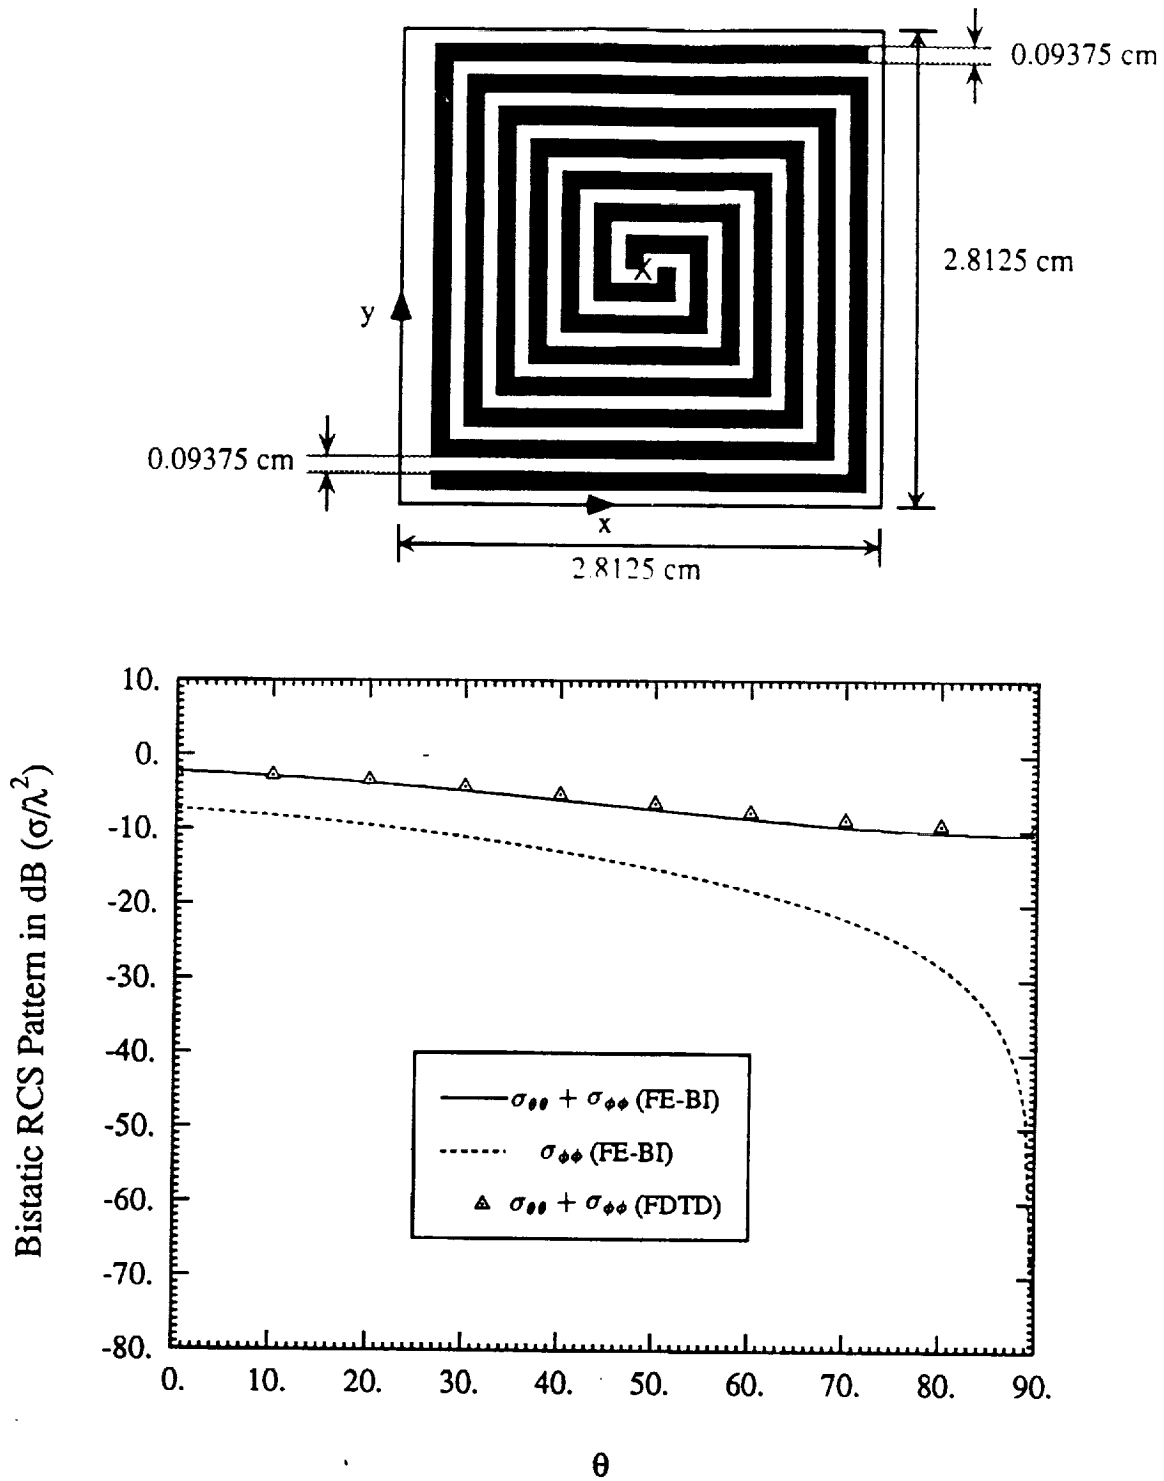 0.09375 cm
2.8125 cm
y
X
0.09375 cm
x
2.8125 cm
Bistatic RCS Pattern in dB (σ/λ²)
10.
0.
-10.
-20.
-30.
-40.
-50.
-60.
-70.
-80.
σθθ + σφφ (FE-BI)
σφφ (FE-BI)
σθθ + σφφ (FDTD)
0. 10. 20. 30. 40. 50. 60. 70. 80. 90.
θ